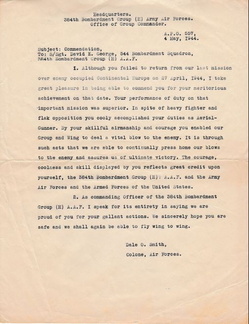 Headquarters.
384th Bombardment Group (H) Army Air Forces.
Office of Group Commander.
A.P.O. 557,
4 May, 1944.
Subject: Commendation,
To: S/Sgt. David K. George, 544 Bombardment Squadron,
384th Bombardment Group (H) A.A.F.
1. Although you failed to return from our last mission
over enemy occupied Continental Europe on 27 April, 1944, I take
great pleasure in being able to commend you for your meritorious
achievement on that date. Your performance of Duty on that
important mission was superior. In spite of heavy fighter and
flak opposition you cooly accomplished your duties as Aerial-
Gunner. By your skilful airmanship and courage you enabled our
Group and Wing to deal a vital blow to the enemy. It is through
such acts that we are able to continually press home our blows
to the enemy and assures us of ultimate victory. The courage,
coolness and skill displayed by you reflects great credit upon
yourself, the 384th Bombardment Group (H) A.A.F. and the Army
Air Forces and the Armed Forces of the United States.
2. As commanding officer of the 384th Bombardment
Group (H) A.A.F. I speak for its entirety in saying we are
proud of you for your gallant actions. We sincerely hope you are
safe and we shall again be able to fly wing to wing.
Dale O. Smith,
Colonel, Air Forces.